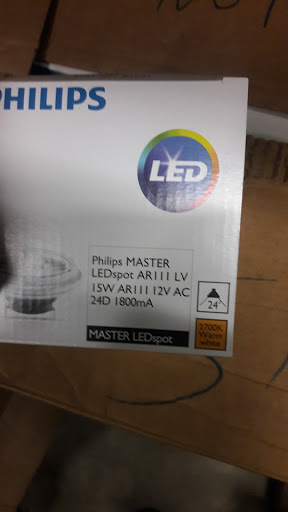 PHILIPS
LED
Philips MASTER
LEDspot AR111 LV
15W AR111 12V AC
24D 1800mA
24°
2700K
Warm
white
MASTER LEDspot